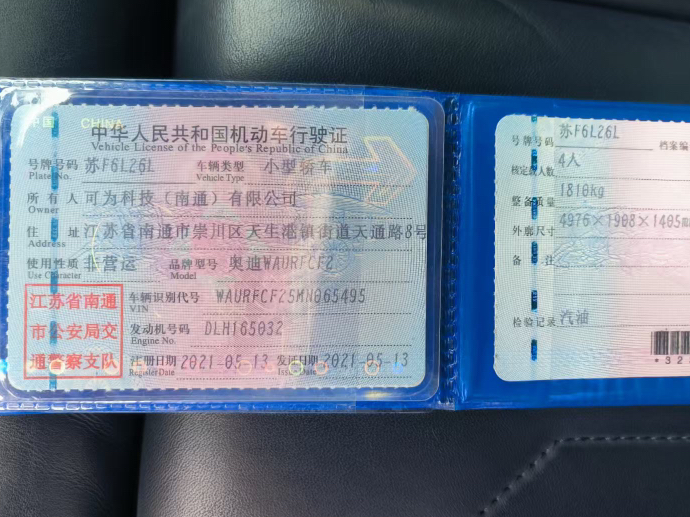 中国 CHINA
中华人民共和国机动车行驶证
Vehicle License of the People's Republic of China
号牌号码 苏F6L26L 车辆类型 小型轿车
Plate No. Vehicle Type
所有人 可为科技（南通）有限公司
Owner
住址 江苏省南通市崇川区天生港镇街道天通路8号
Address
使用性质 非营运 品牌型号 奥迪WAURFCF2
Use Character Model
江苏省南通
市公安局交
通警察支队
车辆识别代号 WAURFCF25MN065495
VIN
发动机号码 DLH165032
Engine No.
注册日期 2021-05-13 发证日期 2021-05-13
Register Date Issue Date
号牌号码 苏F6L26L 档案编
核定载人数 4人
整备质量 1810kg
外廓尺寸 4976×1908×1405
备注
检验记录 汽油
*32